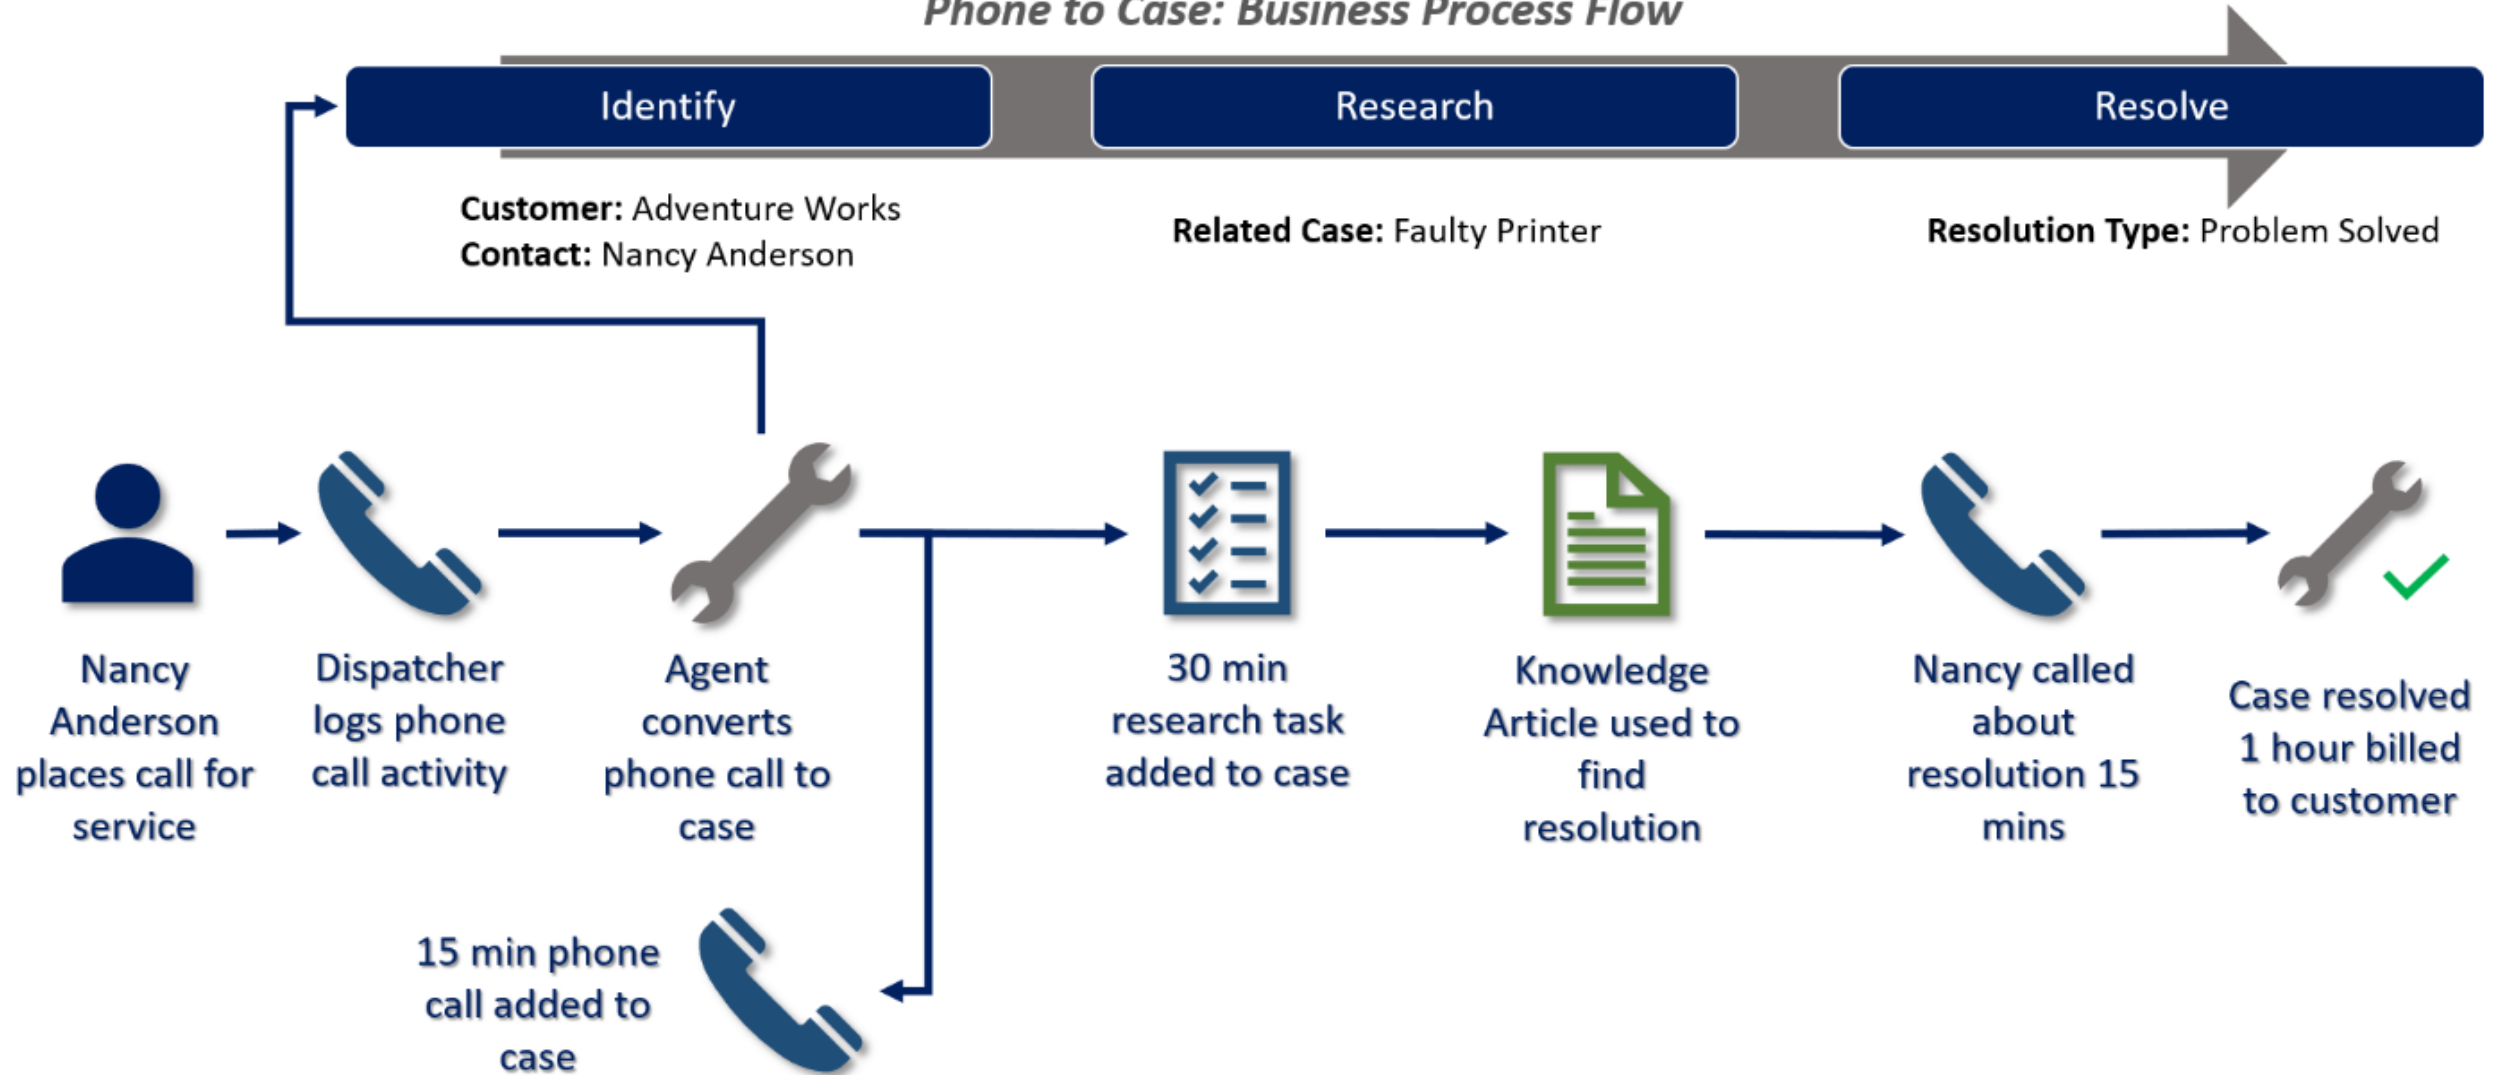 Phone to Case: Business Process Flow
Identify
Research
Resolve
Customer: Adventure Works
Contact: Nancy Anderson
Related Case: Faulty Printer
Resolution Type: Problem Solved
Nancy
Anderson
places call for
service
Dispatcher
logs phone
call activity
Agent
converts
phone call to
case
30 min
research task
added to case
Knowledge
Article used to
find
resolution
Nancy called
about
resolution 15
mins
Case resolved
1 hour billed
to customer
15 min phone
call added to
case